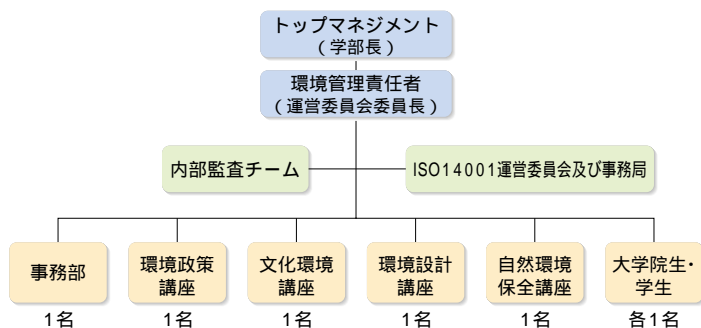 トップマネジメント
（学部長）
環境管理責任者
（運営委員会委員長）
内部監査チーム
ISO14001運営委員会及び事務局
事務部
環境政策
講座
文化環境
講座
環境設計
講座
自然環境
保全講座
大学院生・
学生
1名
1名
1名
1名
1名
各1名